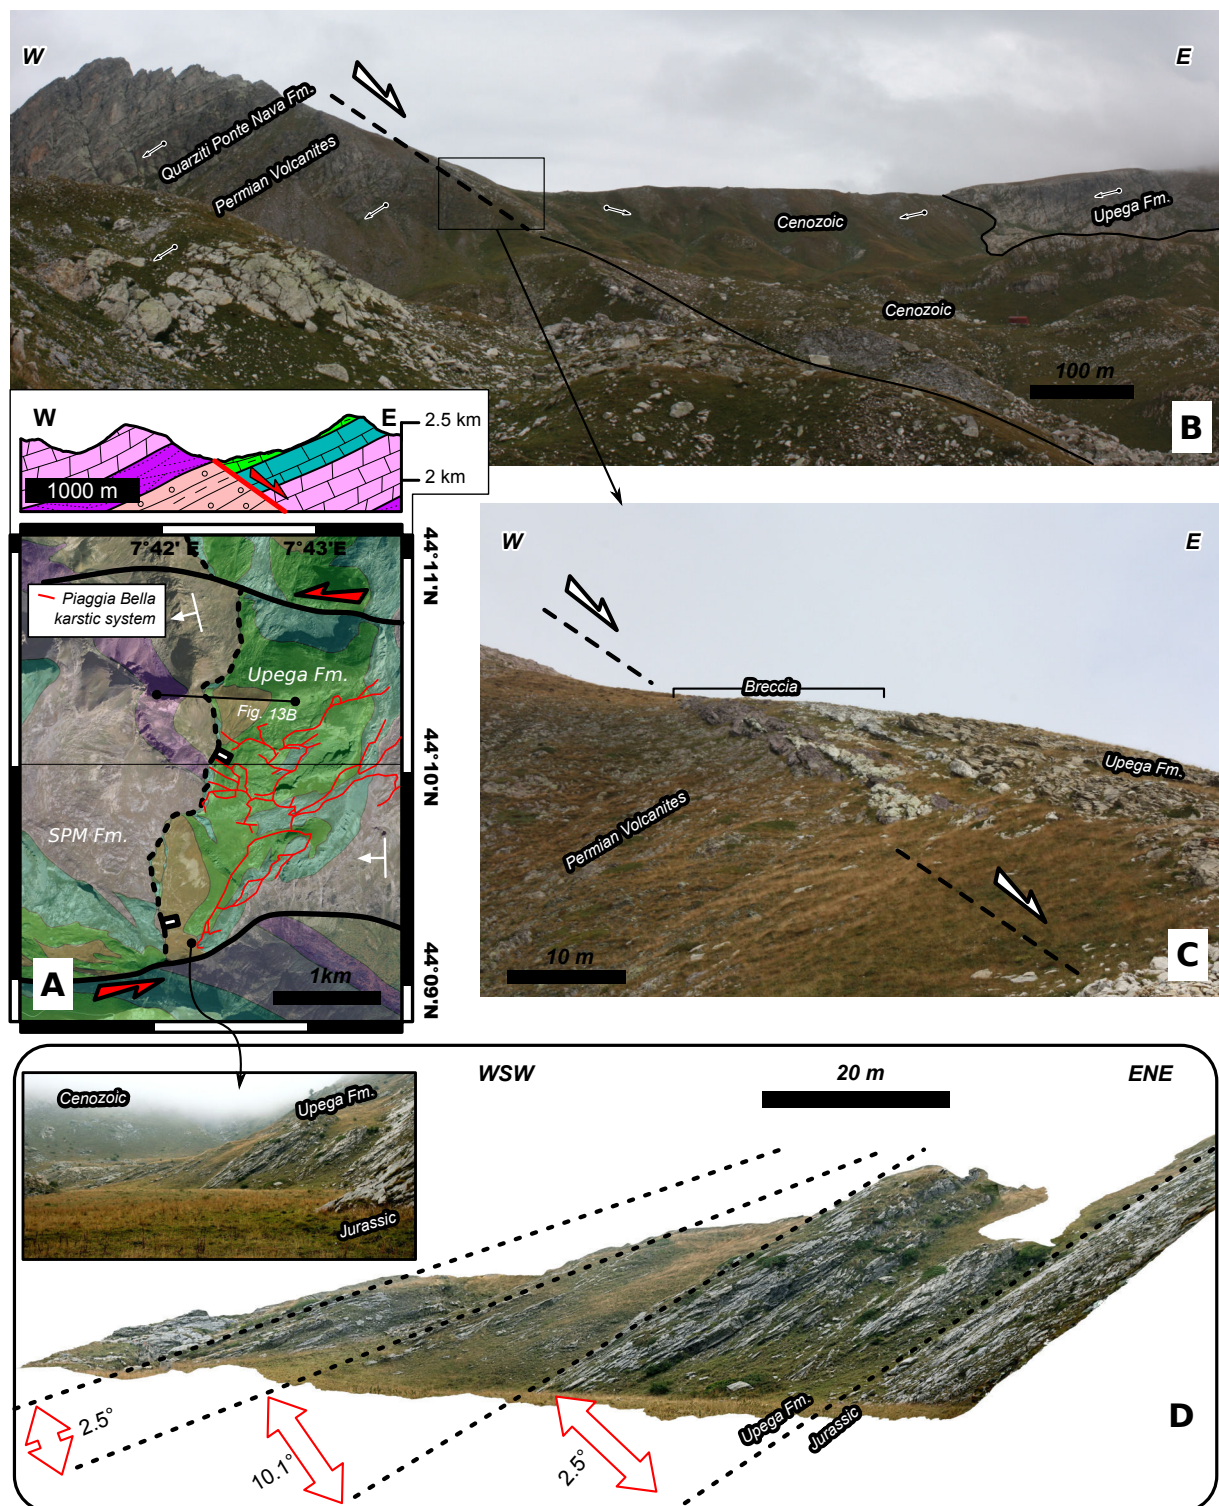 W
E
Quarziti Ponte Nava Fm.
Permian Volcanites
Cenozoic
Upega Fm.
Cenozoic
100 m
B
W
E
2.5 km
2 km
1000 m
7°42' E
7°43'E
44°11'N
44°10'N
44°09'N
Piaggia Bella
karstic system
Upega Fm.
Fig. 13B
SPM Fm.
A
1km
W
E
Breccia
Upega Fm.
Permian Volcanites
10 m
C
Cenozoic
Upega Fm.
Jurassic
WSW
20 m
ENE
Upega Fm.
Jurassic
2.5°
10.1°
2.5°
D